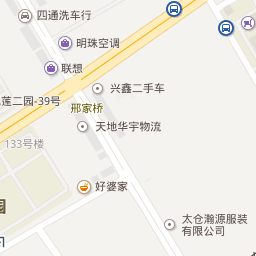 四通洗车行
明珠空调
联想
兴鑫二手车
莲二园-39号
邢家桥
天地华宇物流
133号楼
好婆家
太仓瀚源服装
有限公司
园